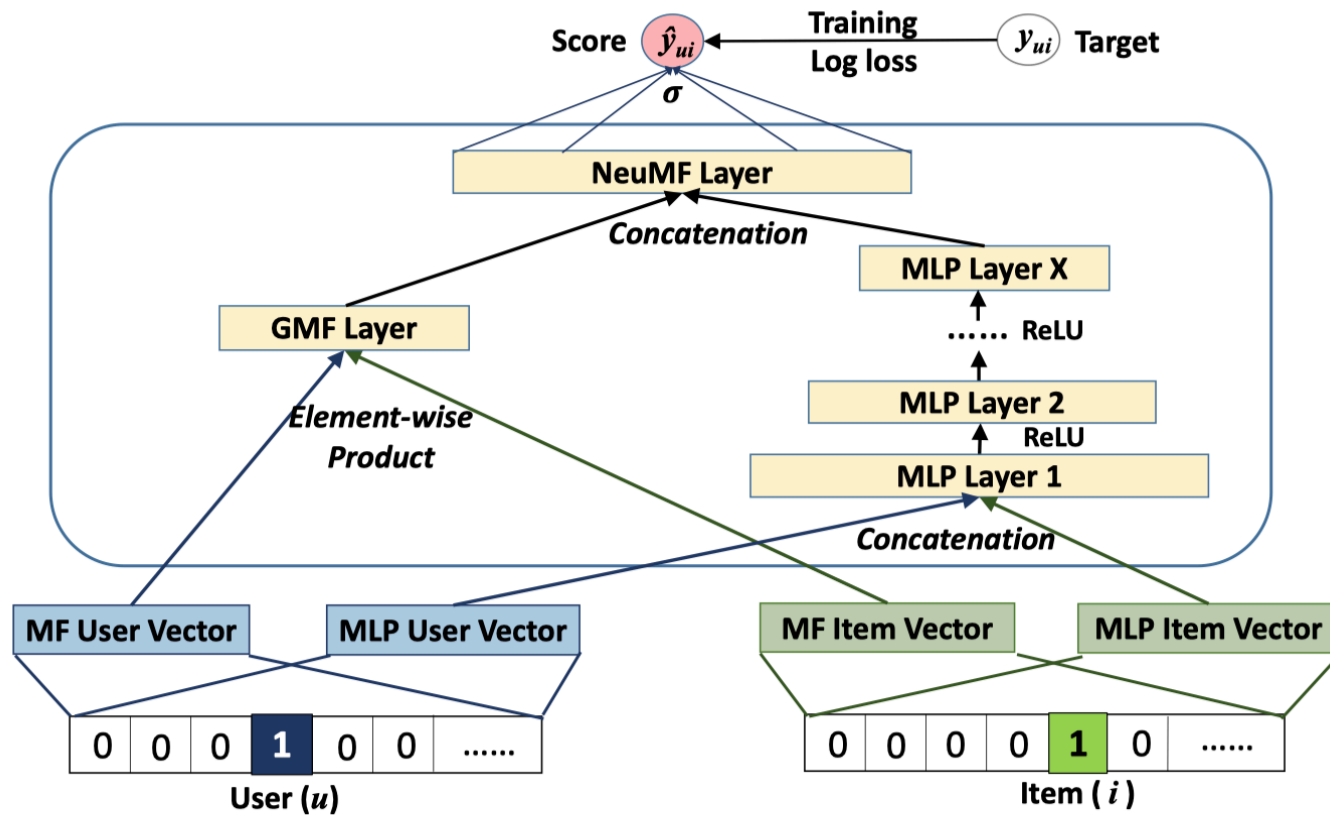 Score ŷui Training yui Target
Log loss
σ
NeuMF Layer
Concatenation
MLP Layer X
GMF Layer
...... ReLU
MLP Layer 2
Element-wise
Product
ReLU
MLP Layer 1
Concatenation
MF User Vector MLP User Vector MF Item Vector MLP Item Vector
0 0 0 1 0 0 ...... 0 0 0 0 1 0 ......
User (u) Item ( i )